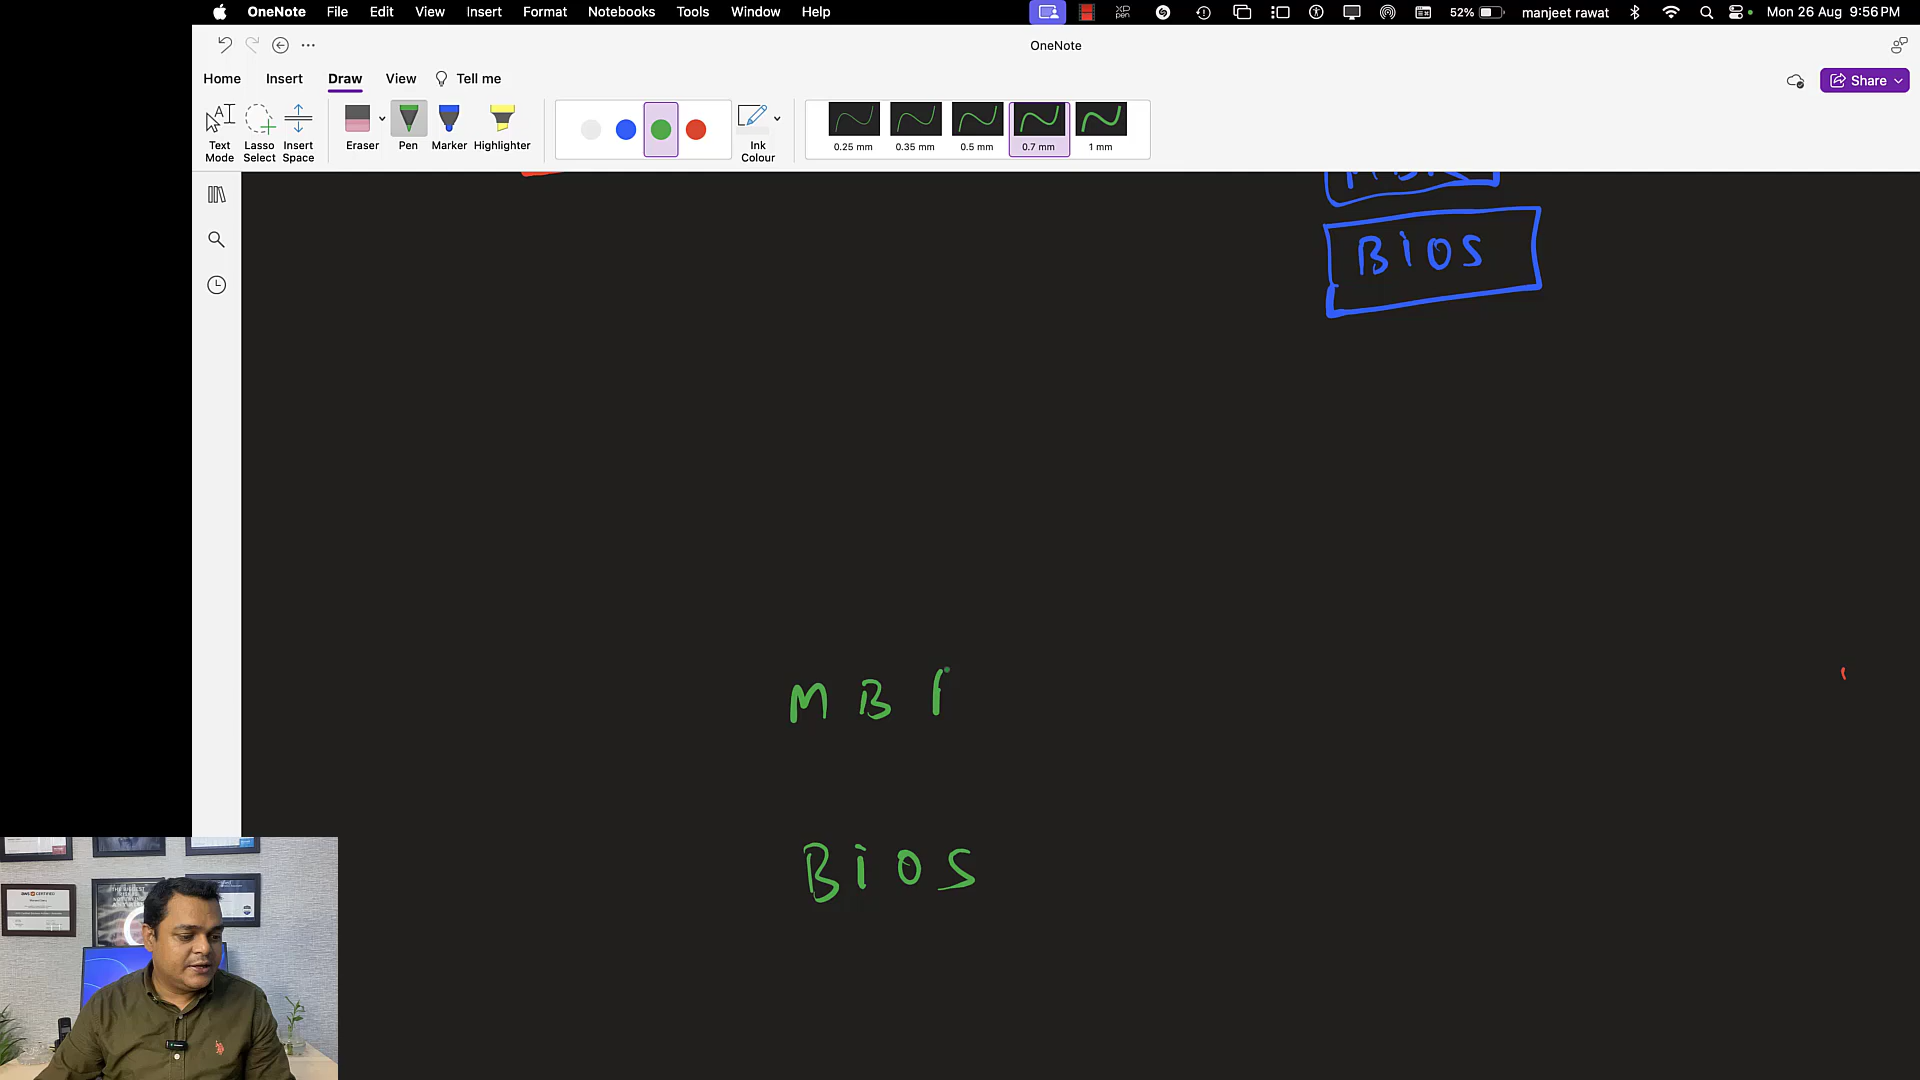 OneNote File Edit View Insert Format Notebooks Tools Window Help XP pen 52% manjeet rawat Mon 26 Aug 9:56 PM
OneNote
Home Insert Draw View Tell me Share
Text Mode Lasso Select Insert Space Eraser Pen Marker Highlighter Ink Colour 0.25 mm 0.35 mm 0.5 mm 0.7 mm 1 mm
BIOS
M B
BIOS